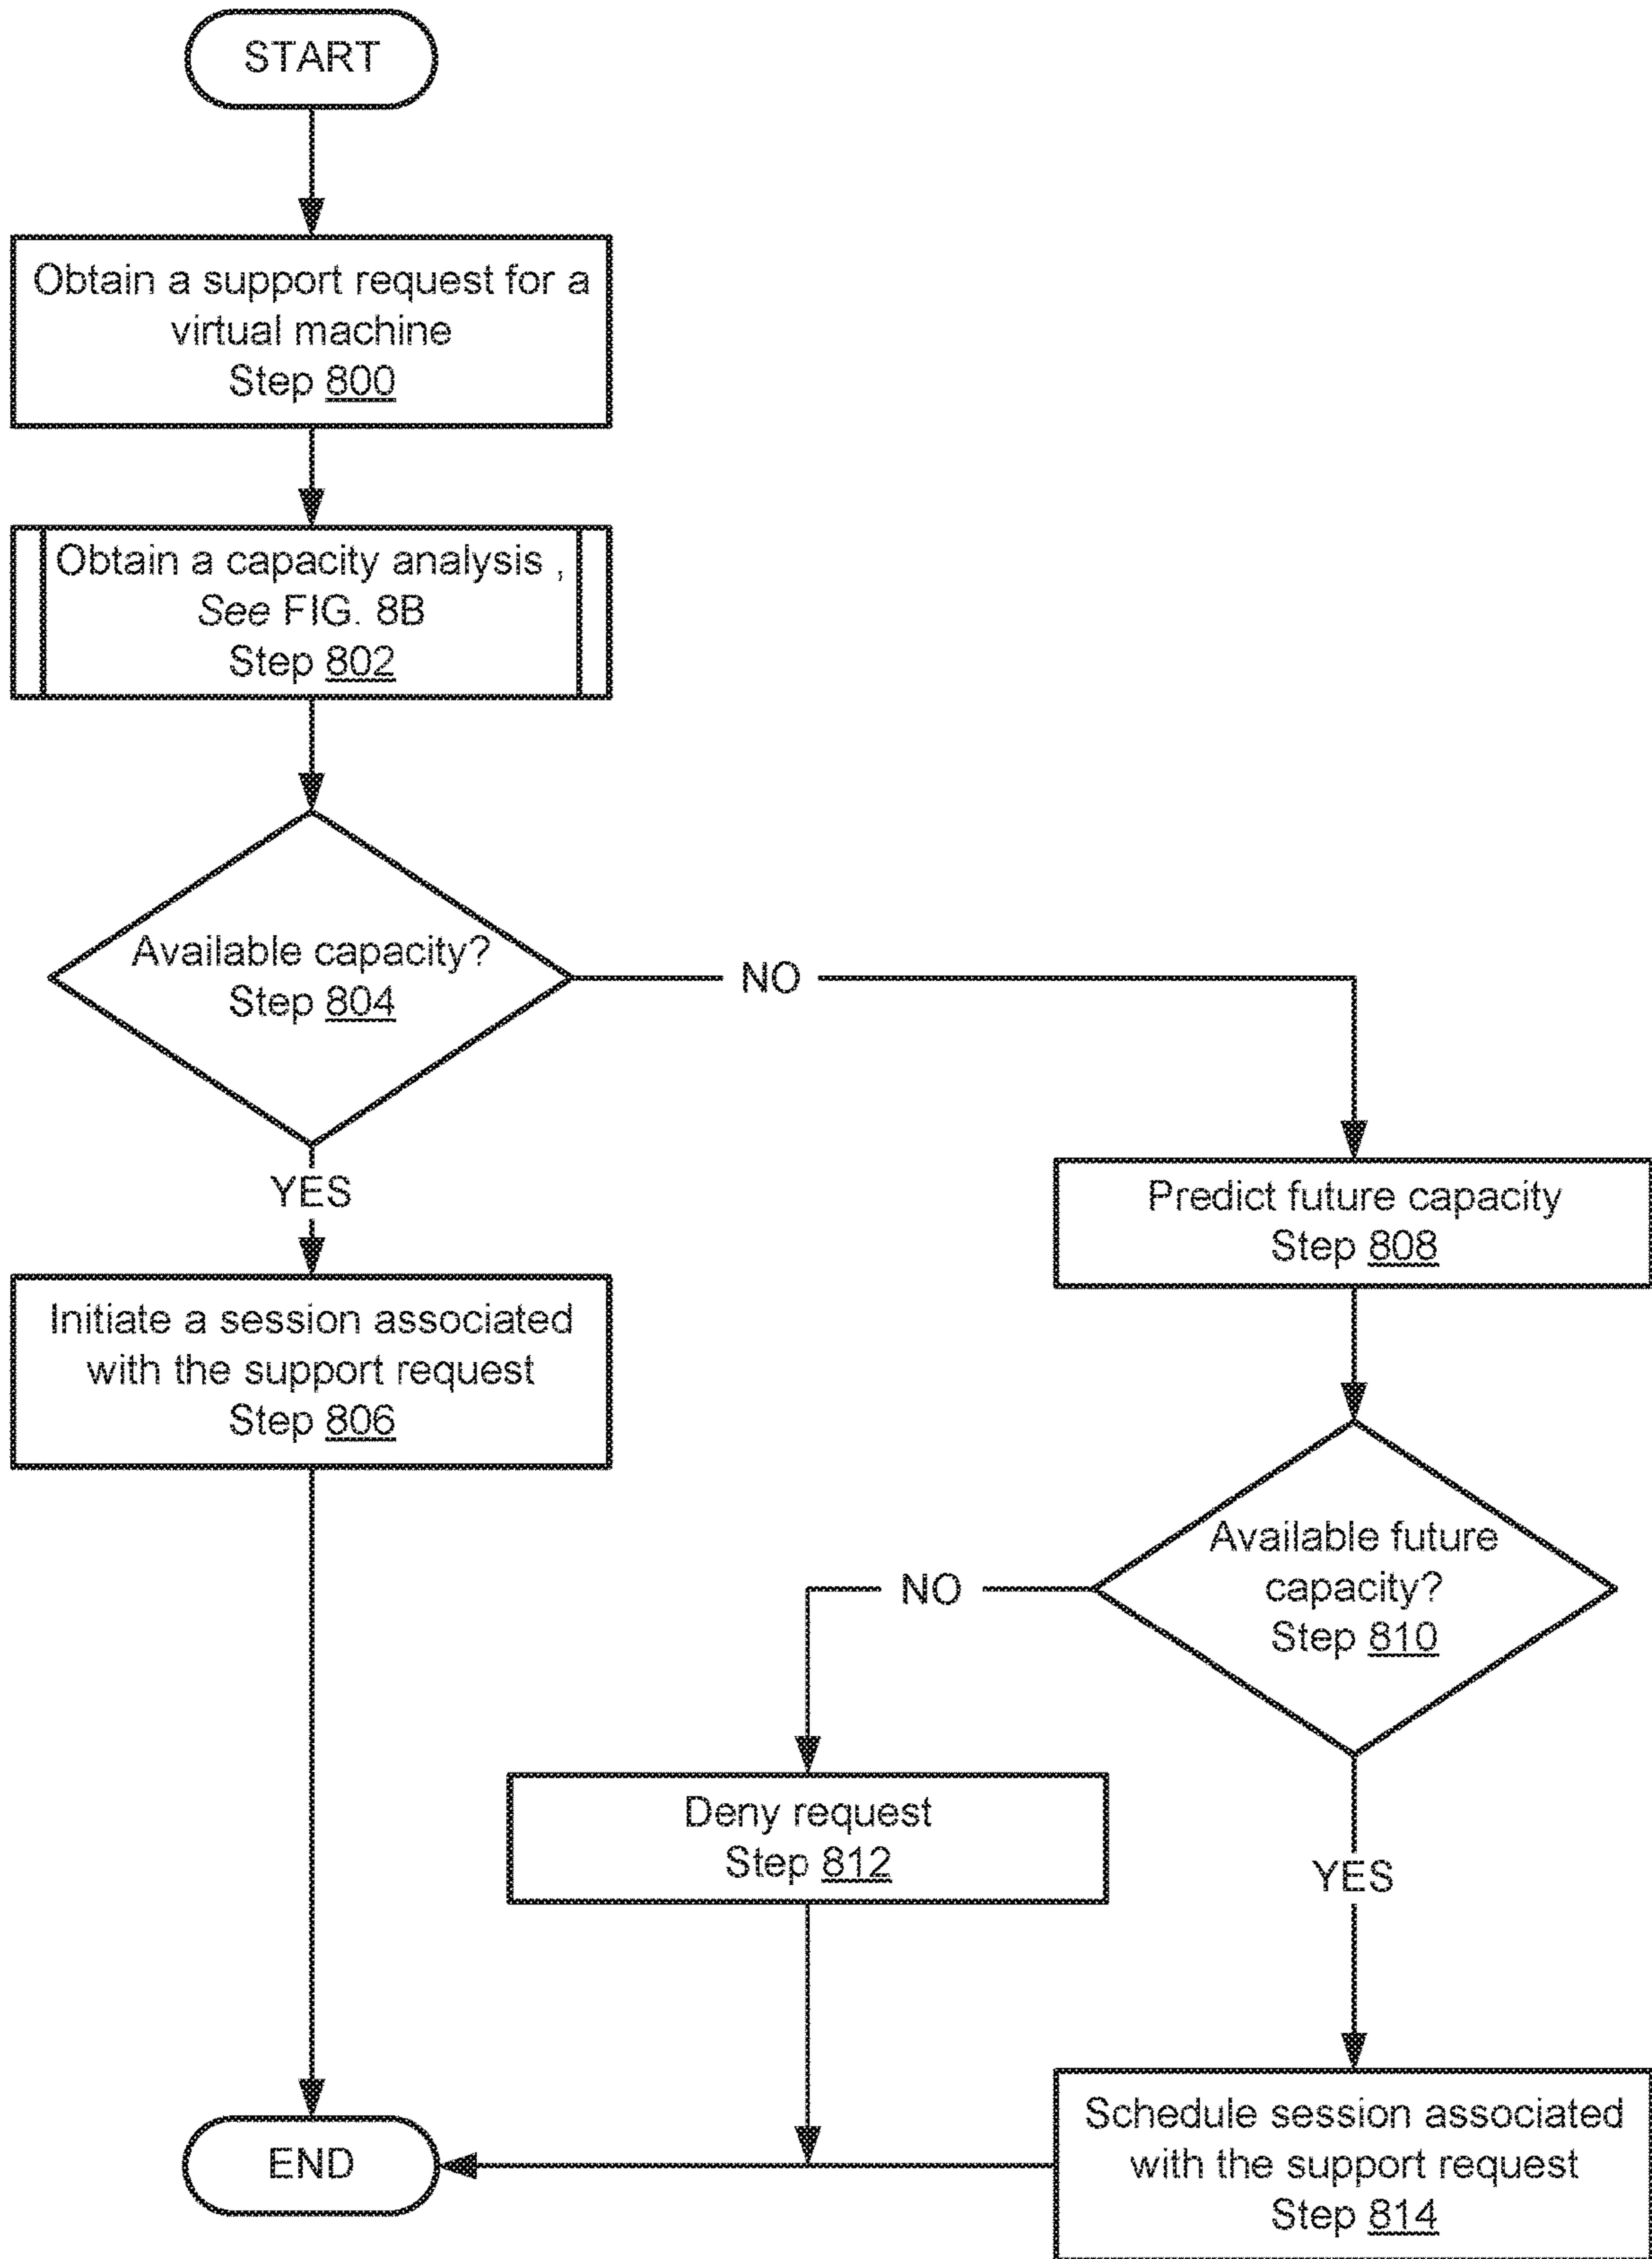 START
Obtain a support request for a
virtual machine
Step 800
Obtain a capacity analysis ,
See FIG. 8B
Step 802
Available capacity?
Step 804
NO
YES
Predict future capacity
Step 808
Initiate a session associated
with the support request
Step 806
Available future
capacity?
Step 810
NO
Deny request
Step 812
YES
Schedule session associated
with the support request
Step 814
END